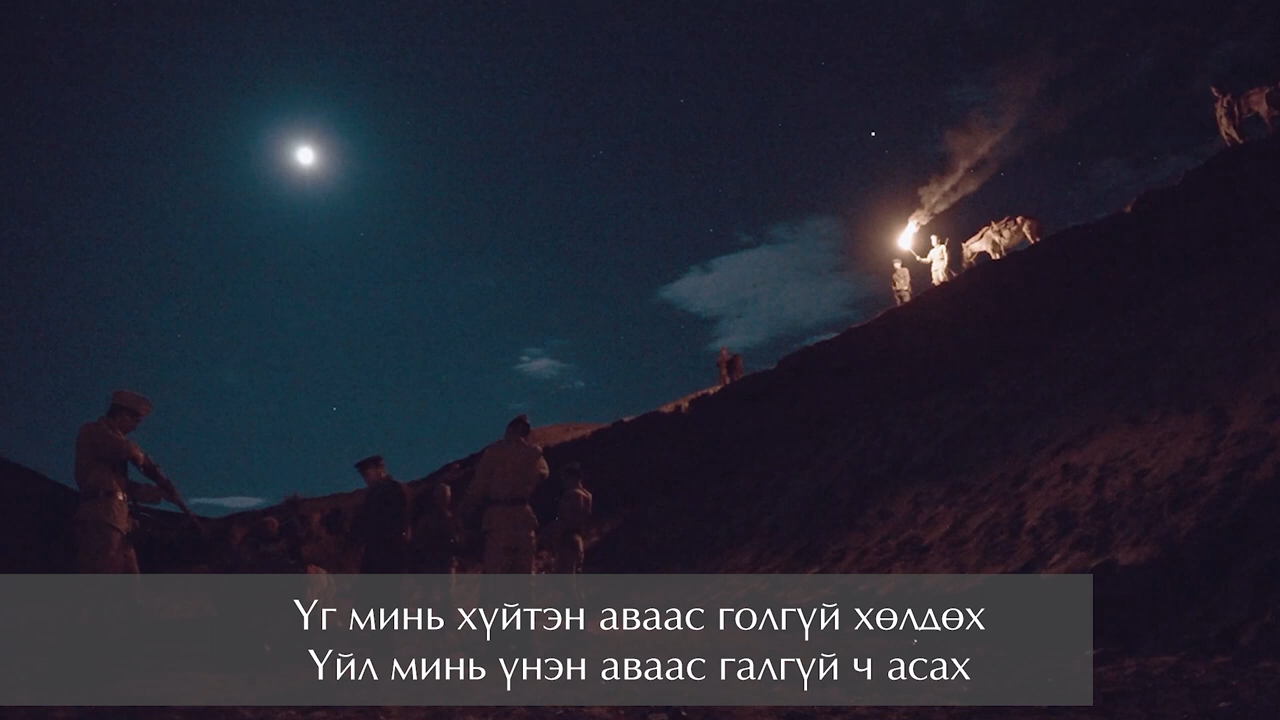 Үг минь хүйтэн аваас голгүй хөлдөх
Үйл минь үнэн аваас галгүй ч асах